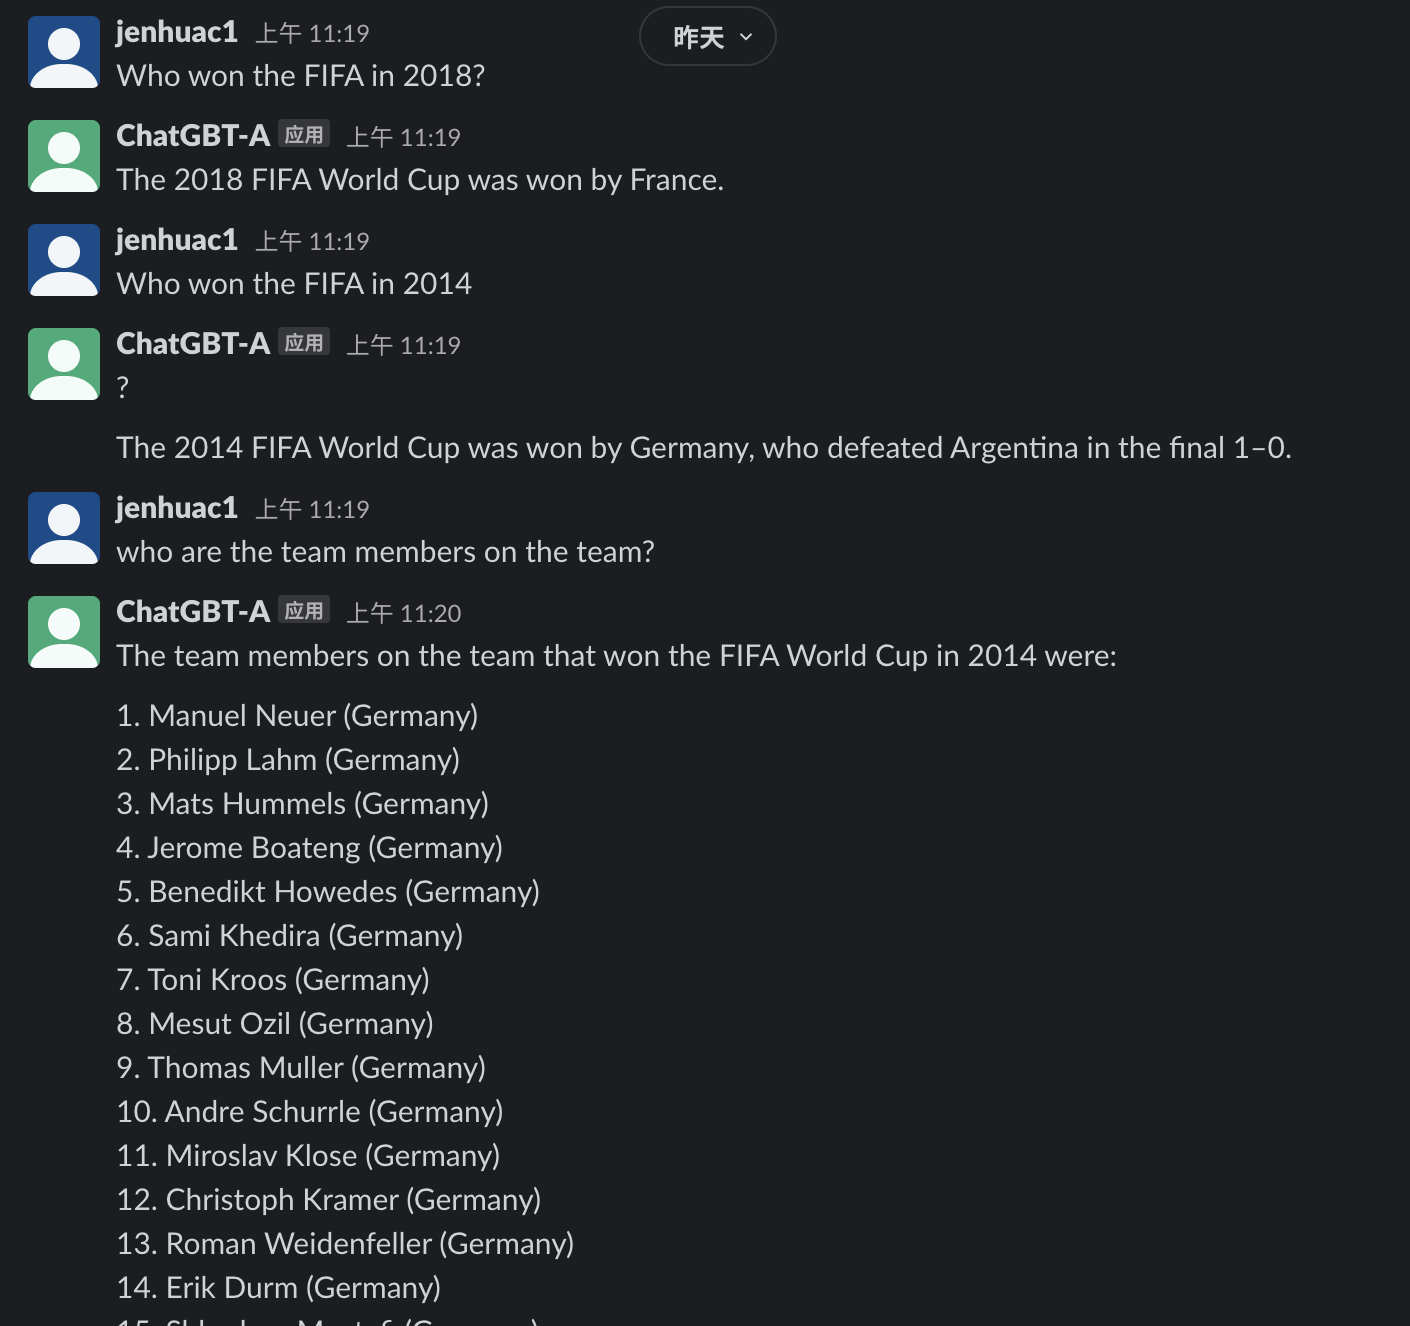 jenhuac1 上午 11:19
昨天
Who won the FIFA in 2018?
ChatGBT-A 应用 上午 11:19
The 2018 FIFA World Cup was won by France.
jenhuac1 上午 11:19
Who won the FIFA in 2014
ChatGBT-A 应用 上午 11:19
?
The 2014 FIFA World Cup was won by Germany, who defeated Argentina in the final 1–0.
jenhuac1 上午 11:19
who are the team members on the team?
ChatGBT-A 应用 上午 11:20
The team members on the team that won the FIFA World Cup in 2014 were:
1. Manuel Neuer (Germany)
2. Philipp Lahm (Germany)
3. Mats Hummels (Germany)
4. Jerome Boateng (Germany)
5. Benedikt Howedes (Germany)
6. Sami Khedira (Germany)
7. Toni Kroos (Germany)
8. Mesut Ozil (Germany)
9. Thomas Muller (Germany)
10. Andre Schurrle (Germany)
11. Miroslav Klose (Germany)
12. Christoph Kramer (Germany)
13. Roman Weidenfeller (Germany)
14. Erik Durm (Germany)